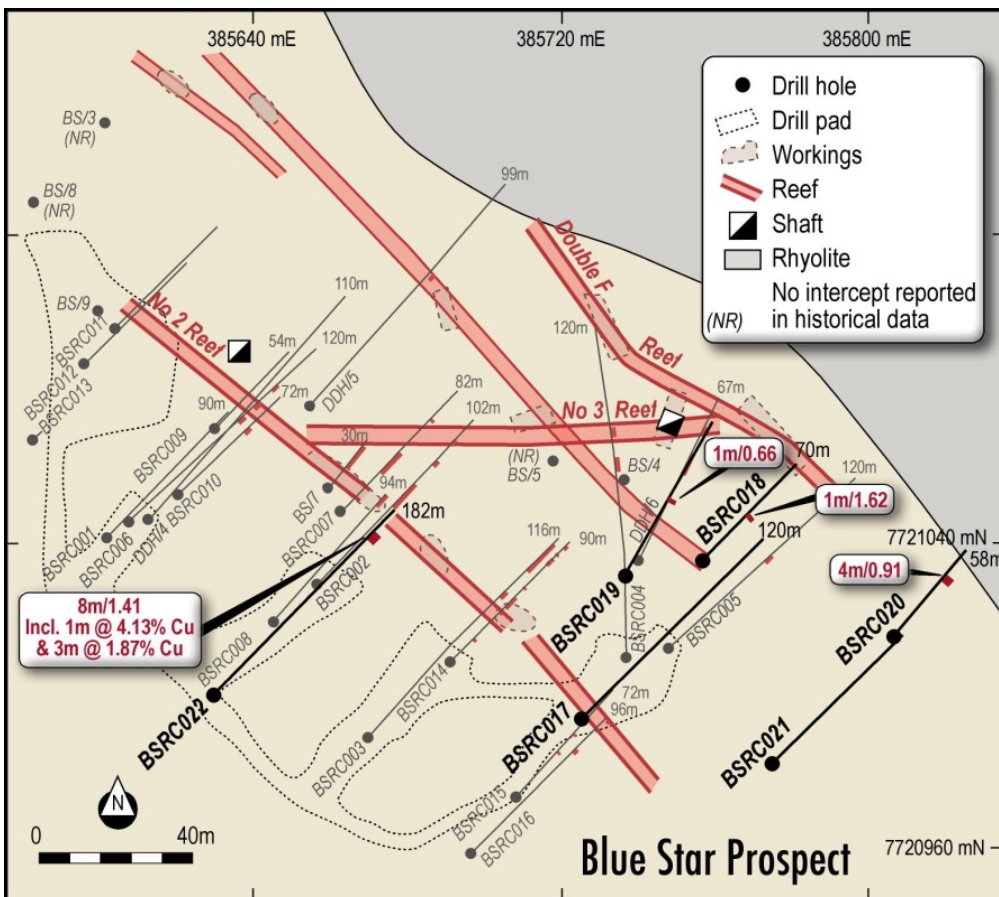 385640 mE
385720 mE
385800 mE
Drill hole
Drill pad
Workings
Reef
Shaft
Rhyolite
No intercept reported
(NR) in historical data
BS/3
(NR)
BS/8
(NR)
99m
Double F
Reef
110m
No 2 Reef
BS/9
BSRC011
BSRC012
BSRC013
54m
120m
72m
90m
DDH/5
120m
67m
82m
102m
No 3 Reef
30m
(NR)
BS/5
BS/4
1m/0.66
70m
120m
BSRC009
BSRC010
94m
BS/7
BSRC007
182m
DDH/6
BSRC018
1m/1.62
120m
BSRC001
BSRC006
DDH/4
BSRC002
116m
90m
7721040 mN
58m
4m/0.91
8m/1.41
Incl. 1m @ 4.13% Cu
& 3m @ 1.87% Cu
BSRC019
BSRC004
BSRC005
BSRC020
BSRC008
BSRC014
BSRC022
72m
96m
BSRC003
BSRC017
BSRC021
BSRC015
BSRC016
N
0
40m
Blue Star Prospect
7720960 mN